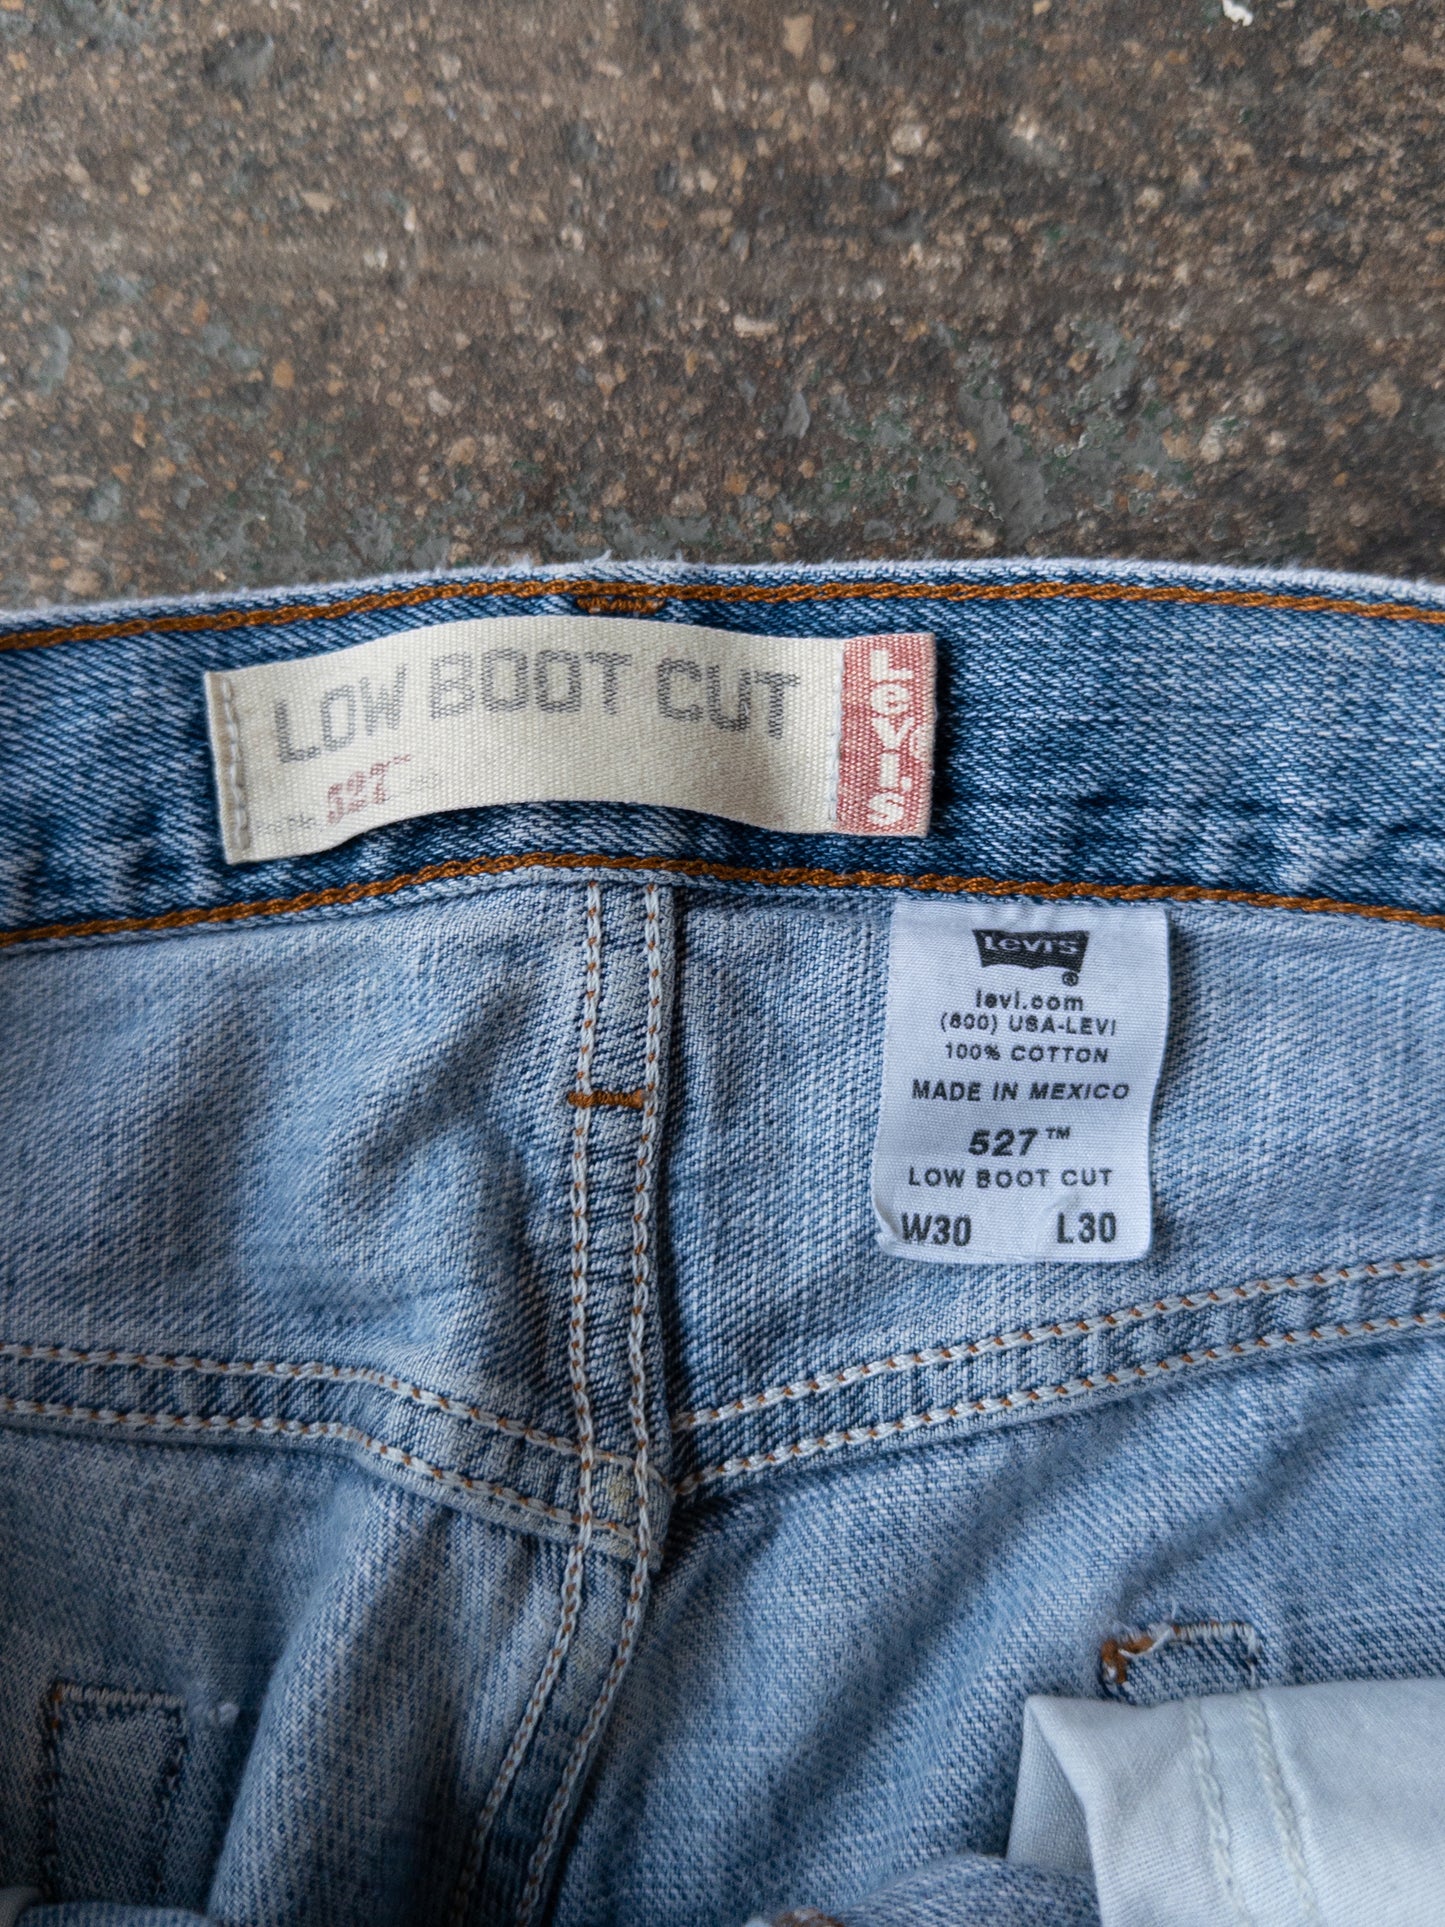 LOW BOOT CUT
Levi's
Levi's
®
levi.com
(800) USA-LEVI
100% COTTON
MADE IN MEXICO
527™
LOW BOOT CUT
W30 L30